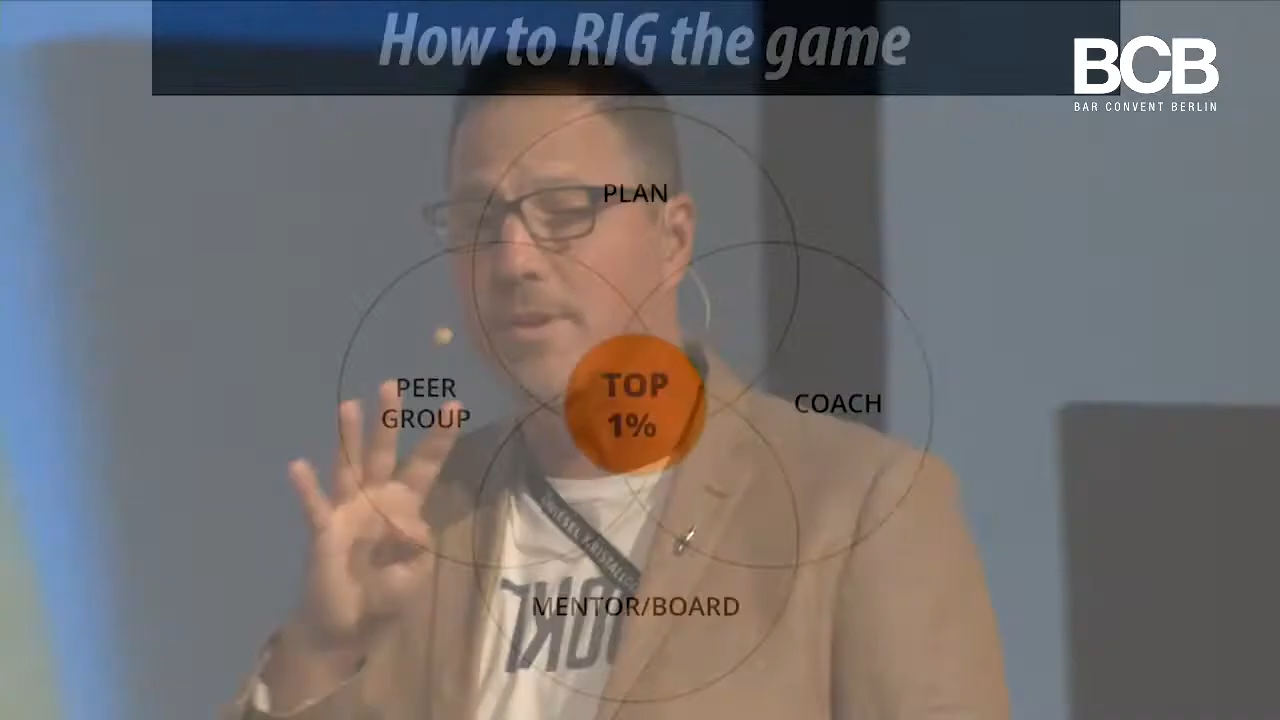 How to RIG the game
BCB
BAR CONVENT BERLIN
PLAN
PEER
GROUP
TOP
1%
COACH
MENTOR/BOARD